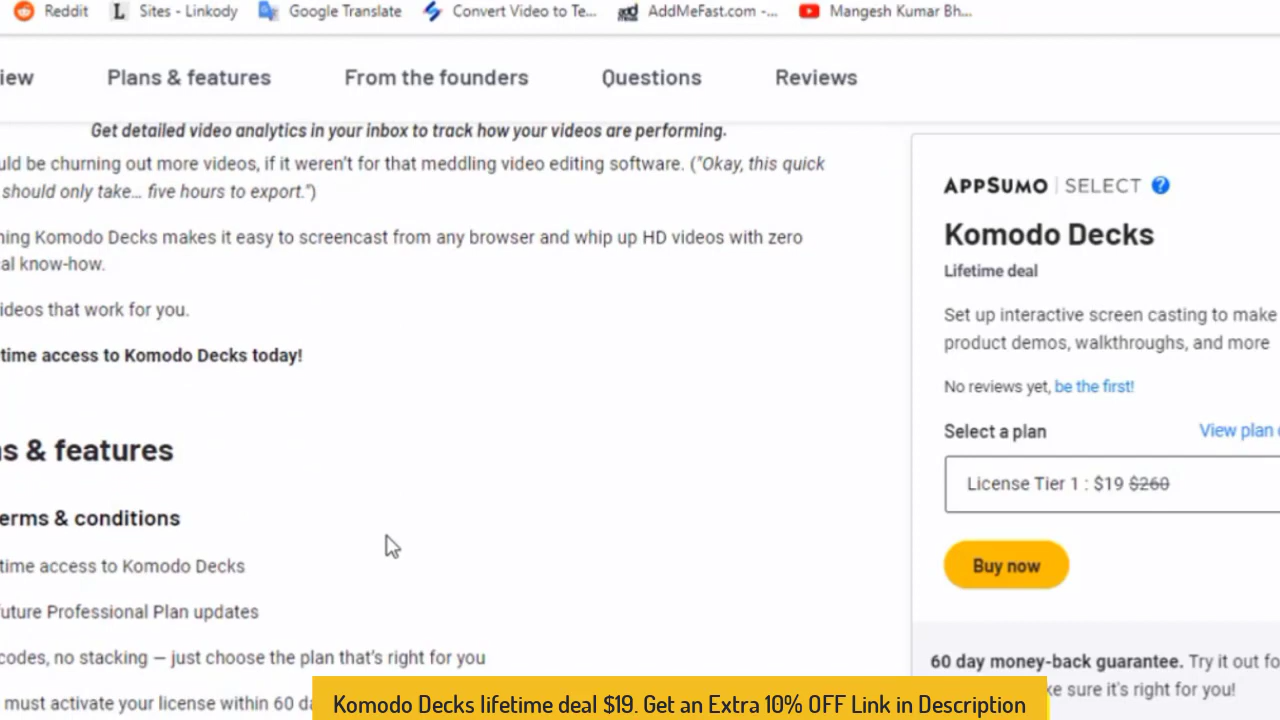 Reddit Sites - Linkody Google Translate Convert Video to Te... AddMeFast.com -... Mangesh Kumar Bh...
iew Plans & features From the founders Questions Reviews
Get detailed video analytics in your inbox to track how your videos are performing.
uld be churning out more videos, if it weren't for that meddling video editing software. ("Okay, this quick
should only take... five hours to export.")
ning Komodo Decks makes it easy to screencast from any browser and whip up HD videos with zero
al know-how.
ideos that work for you.
time access to Komodo Decks today!
s & features
erms & conditions
time access to Komodo Decks
future Professional Plan updates
codes, no stacking — just choose the plan that's right for you
must activate your license within 60 d
APPSUMO | SELECT ?
Komodo Decks
Lifetime deal
Set up interactive screen casting to make
product demos, walkthroughs, and more
No reviews yet, be the first!
Select a plan View plan
License Tier 1 : $19 $260
Buy now
60 day money-back guarantee. Try it out fo
ke sure it's right for you!
Komodo Decks lifetime deal $19. Get an Extra 10% OFF Link in Description